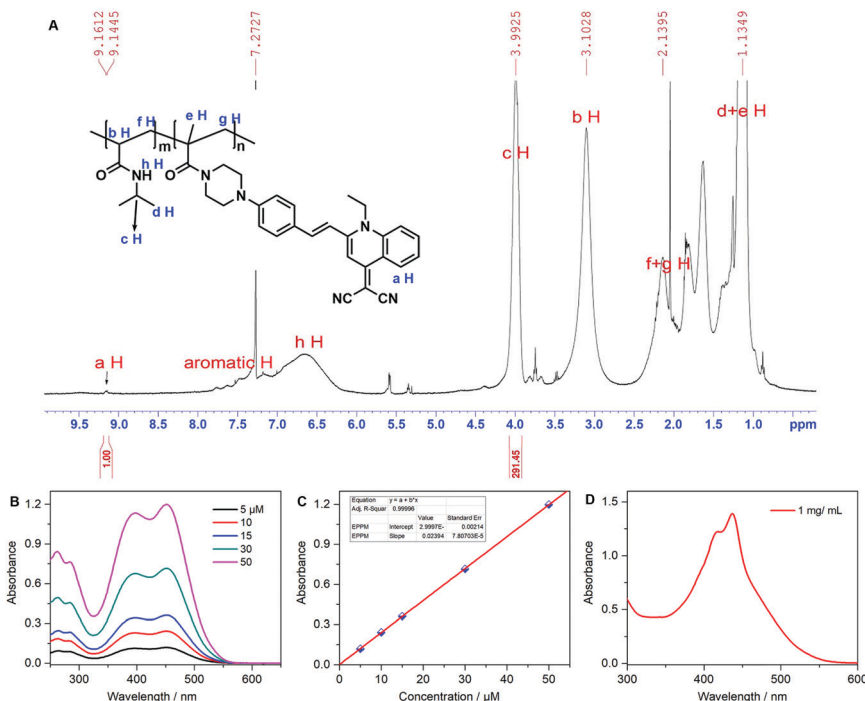 A
9.1612
9.1445
7.2727
3.9925
3.1028
2.1395
1.1349
b H
f H
e H
g H
m
n
O
NH
h H
O
N
N
N
d H
c H
a H
NC
CN
a H
aromatic H
h H
c H
b H
f+g H
d+e H
9.5 9.0 8.5 8.0 7.5 7.0 6.5 6.0 5.5 5.0 4.5 4.0 3.5 3.0 2.5 2.0 1.5 1.0 ppm
1.00
291.45
B
Absorbance
1.2
0.9
0.6
0.3
0.0
5 µM
10
15
30
50
300 400 500 600
Wavelength / nm
C
Absorbance
1.2
0.9
0.6
0.3
0.0
Equation y = a + b*x
Adj. R-Squar 0.99996
Value Standard Err
EPPM Intercept 2.9997E- 0.00214
EPPM Slope 0.02394 7.80703E-5
0 10 20 30 40 50
Concentration / µM
D
Absorbance
1.5
1.2
0.9
0.6
0.3
0.0
1 mg/ mL
300 400 500 600
Wavelength / nm